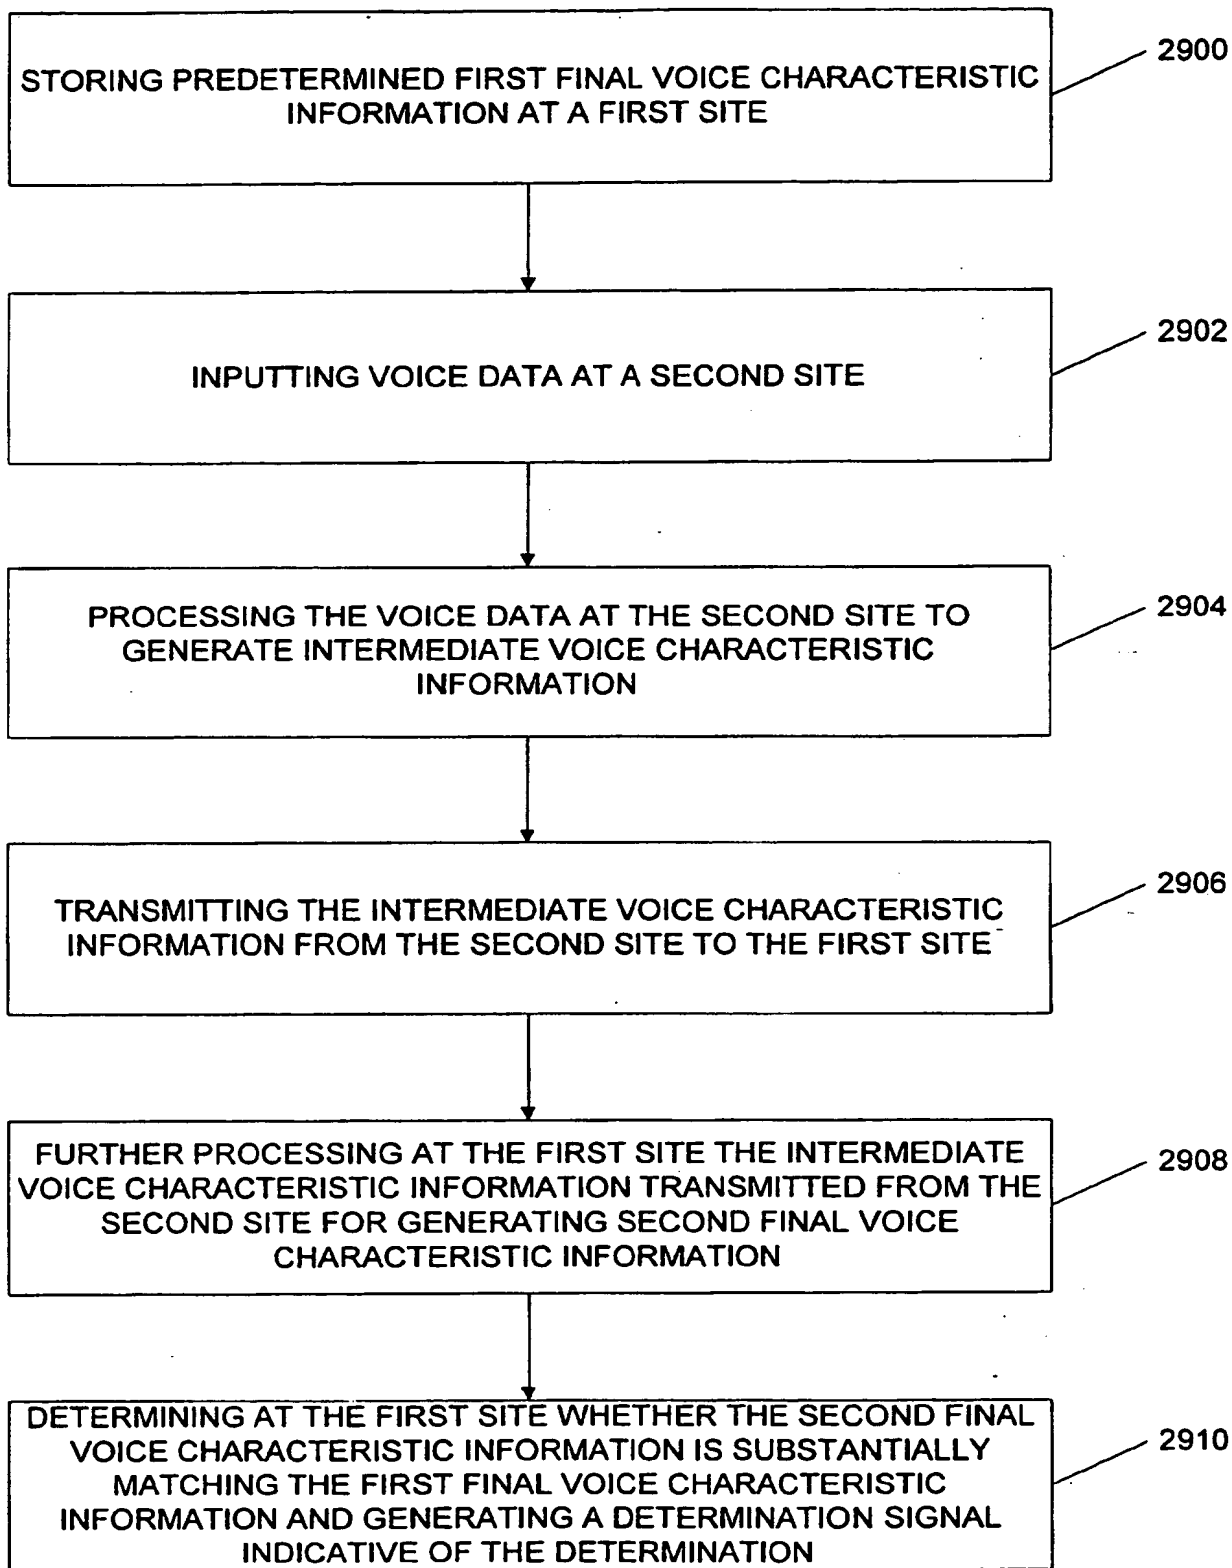 STORING PREDETERMINED FIRST FINAL VOICE CHARACTERISTIC
INFORMATION AT A FIRST SITE
2900
INPUTTING VOICE DATA AT A SECOND SITE
2902
PROCESSING THE VOICE DATA AT THE SECOND SITE TO
GENERATE INTERMEDIATE VOICE CHARACTERISTIC
INFORMATION
2904
TRANSMITTING THE INTERMEDIATE VOICE CHARACTERISTIC
INFORMATION FROM THE SECOND SITE TO THE FIRST SITE
2906
FURTHER PROCESSING AT THE FIRST SITE THE INTERMEDIATE
VOICE CHARACTERISTIC INFORMATION TRANSMITTED FROM THE
SECOND SITE FOR GENERATING SECOND FINAL VOICE
CHARACTERISTIC INFORMATION
2908
DETERMINING AT THE FIRST SITE WHETHER THE SECOND FINAL
VOICE CHARACTERISTIC INFORMATION IS SUBSTANTIALLY
MATCHING THE FIRST FINAL VOICE CHARACTERISTIC
INFORMATION AND GENERATING A DETERMINATION SIGNAL
INDICATIVE OF THE DETERMINATION
2910